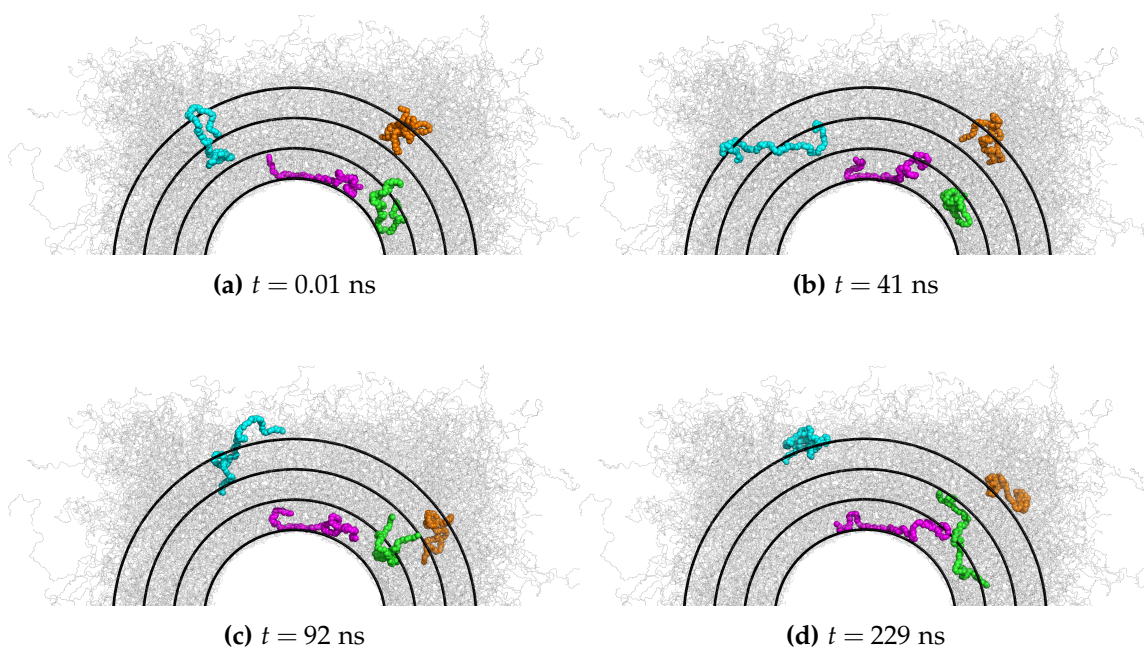 (a) t = 0.01 ns
(b) t = 41 ns
(c) t = 92 ns
(d) t = 229 ns